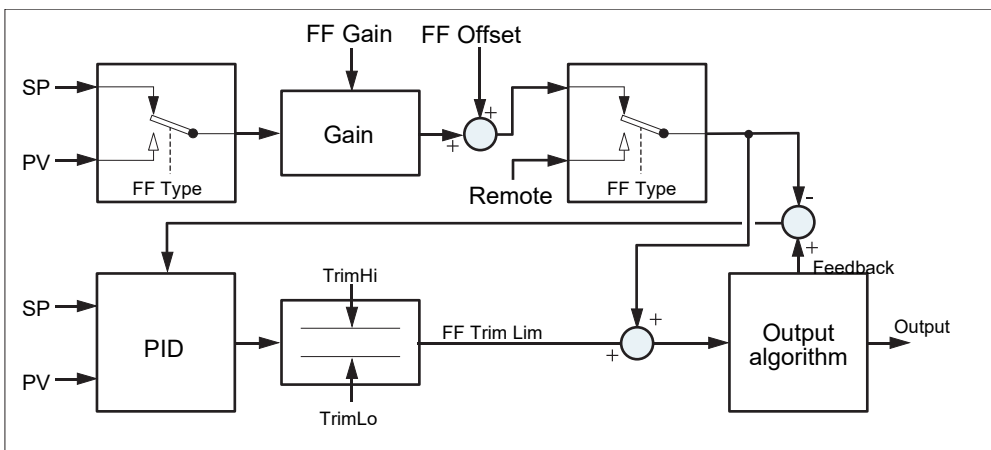 FF Gain
FF Offset
SP
PV
FF Type
Gain
+
+
Remote
FF Type
-
+
Feedback
SP
PV
PID
TrimHi
TrimLo
FF Trim Lim
+
+
Output
algorithm
Output